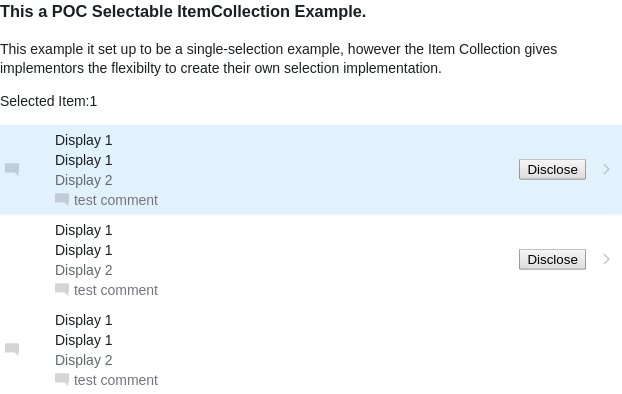 This a POC Selectable ItemCollection Example.
This example it set up to be a single-selection example, however the Item Collection gives
implementors the flexibilty to create their own selection implementation.
Selected Item:1
Display 1
Display 1
Display 2
test comment
Disclose
Display 1
Display 1
Display 2
test comment
Disclose
Display 1
Display 1
Display 2
test comment